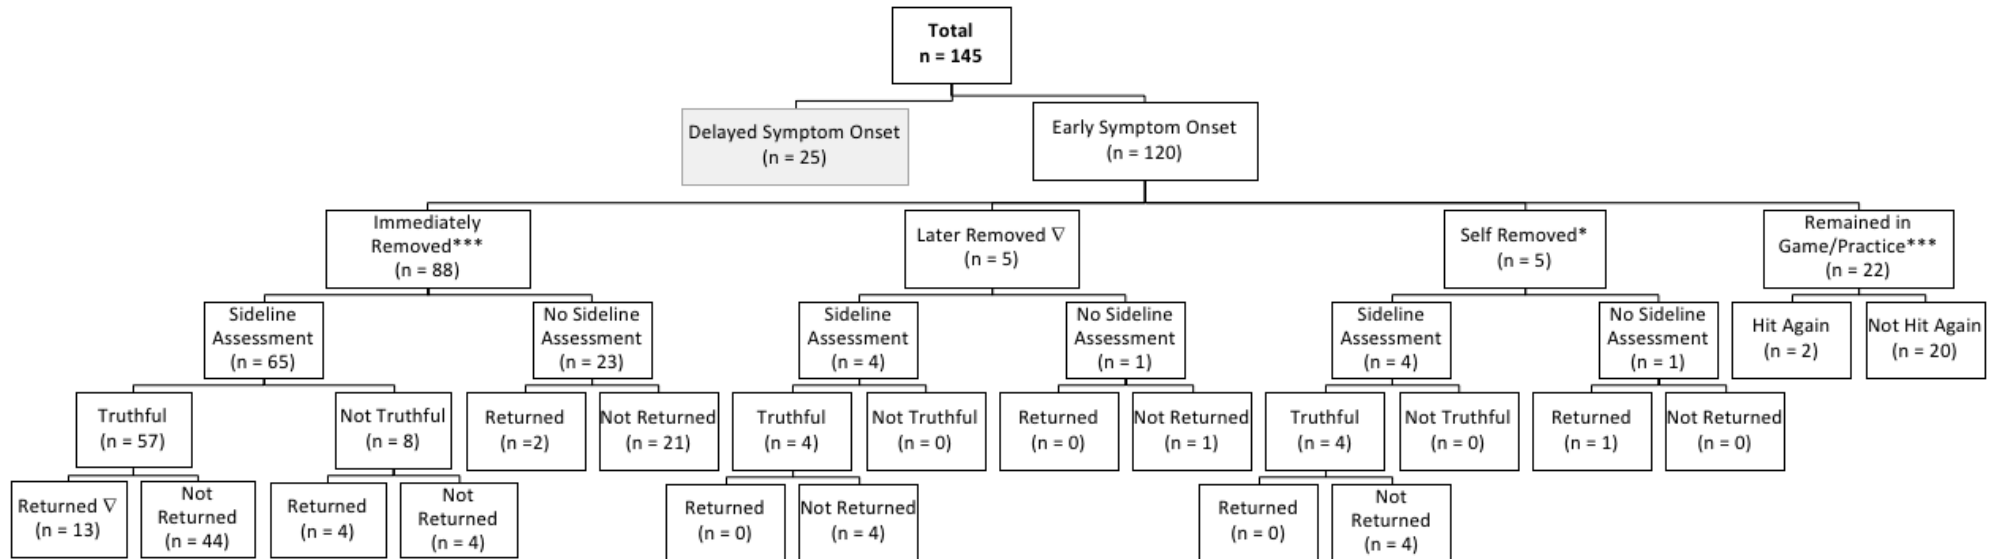 Total
n = 145
Delayed Symptom Onset
(n = 25)
Early Symptom Onset
(n = 120)
Immediately
Removed***
(n = 88)
Later Removed ∇
(n = 5)
Self Removed*
(n = 5)
Remained in
Game/Practice***
(n = 22)
Sideline
Assessment
(n = 65)
No Sideline
Assessment
(n = 23)
Sideline
Assessment
(n = 4)
No Sideline
Assessment
(n = 1)
Sideline
Assessment
(n = 4)
No Sideline
Assessment
(n = 1)
Hit Again
(n = 2)
Not Hit Again
(n = 20)
Truthful
(n = 57)
Not Truthful
(n = 8)
Returned
(n =2)
Not Returned
(n = 21)
Truthful
(n = 4)
Not Truthful
(n = 0)
Returned
(n = 0)
Not Returned
(n = 1)
Truthful
(n = 4)
Not Truthful
(n = 0)
Returned
(n = 1)
Not Returned
(n = 0)
Returned ∇
(n = 13)
Not
Returned
(n = 44)
Returned
(n = 4)
Not
Returned
(n = 4)
Returned
(n = 0)
Not Returned
(n = 4)
Returned
(n = 0)
Not
Returned
(n = 4)